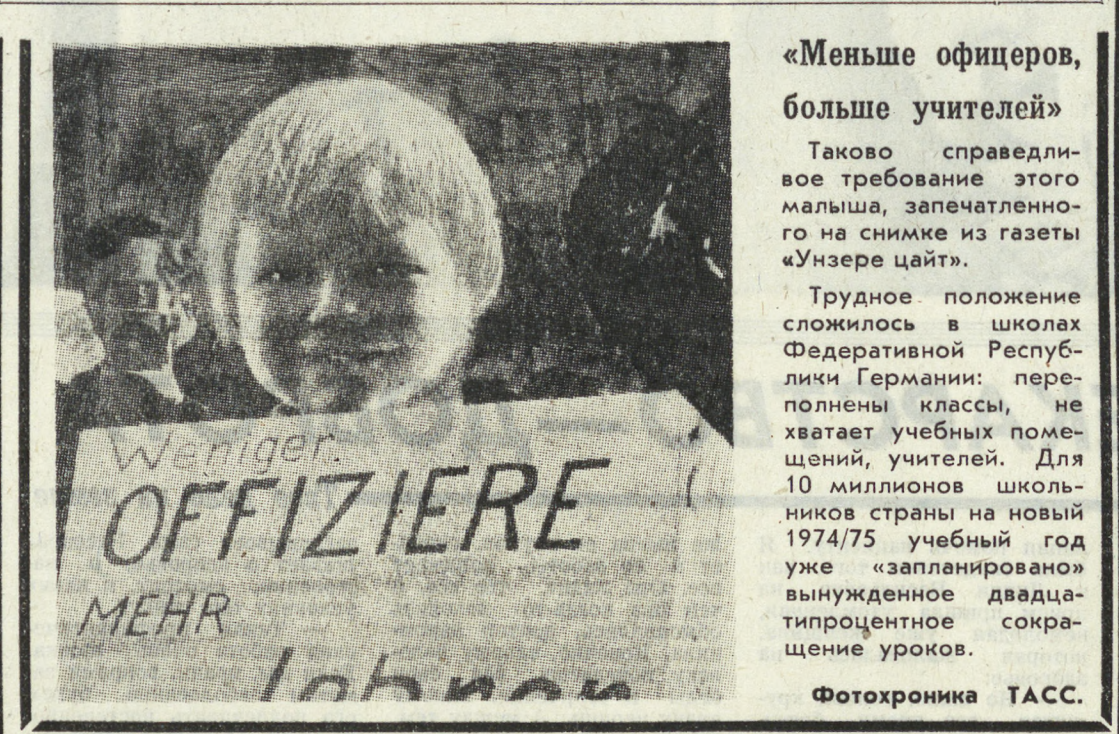 «Меньше офицеров,
больше учителей»
Таково справедли-
вое требование этого
малыша, запечатленно-
го на снимке из газеты
«Унзере цайт».
Трудное положение
сложилось в школах
Федеративной Респуб-
лики Германии: пере-
полнены классы, не
хватает учебных поме-
щений, учителей. Для
10 миллионов школь-
ников страны на новый
1974/75 учебный год
уже «запланировано»
вынужденное двадца-
типроцентное сокра-
щение уроков.
Фотохроника ТАСС.
Weniger
OFFIZIERE
MEHR